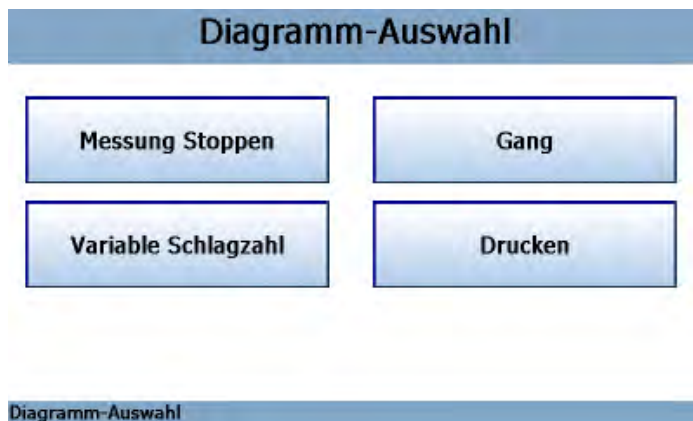 Diagramm-Auswahl
Messung Stoppen
Gang
Variable Schlagzahl
Drucken
Diagramm-Auswahl